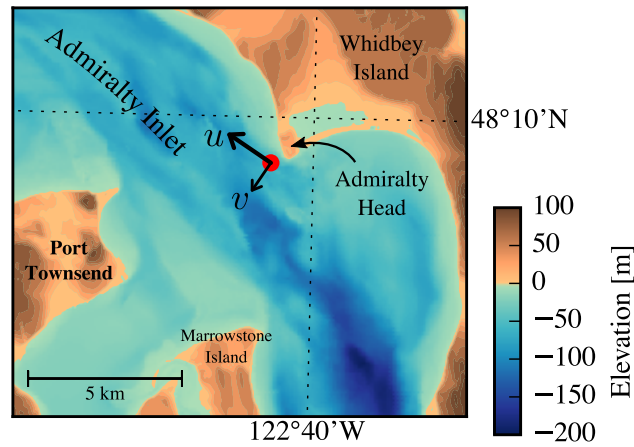 Admiralty Inlet
Whidbey
Island
48°10'N
u
v
Admiralty
Head
Port
Townsend
Marrowstone
Island
5 km
122°40'W
100
50
0
−50
−100
−150
−200
Elevation [m]